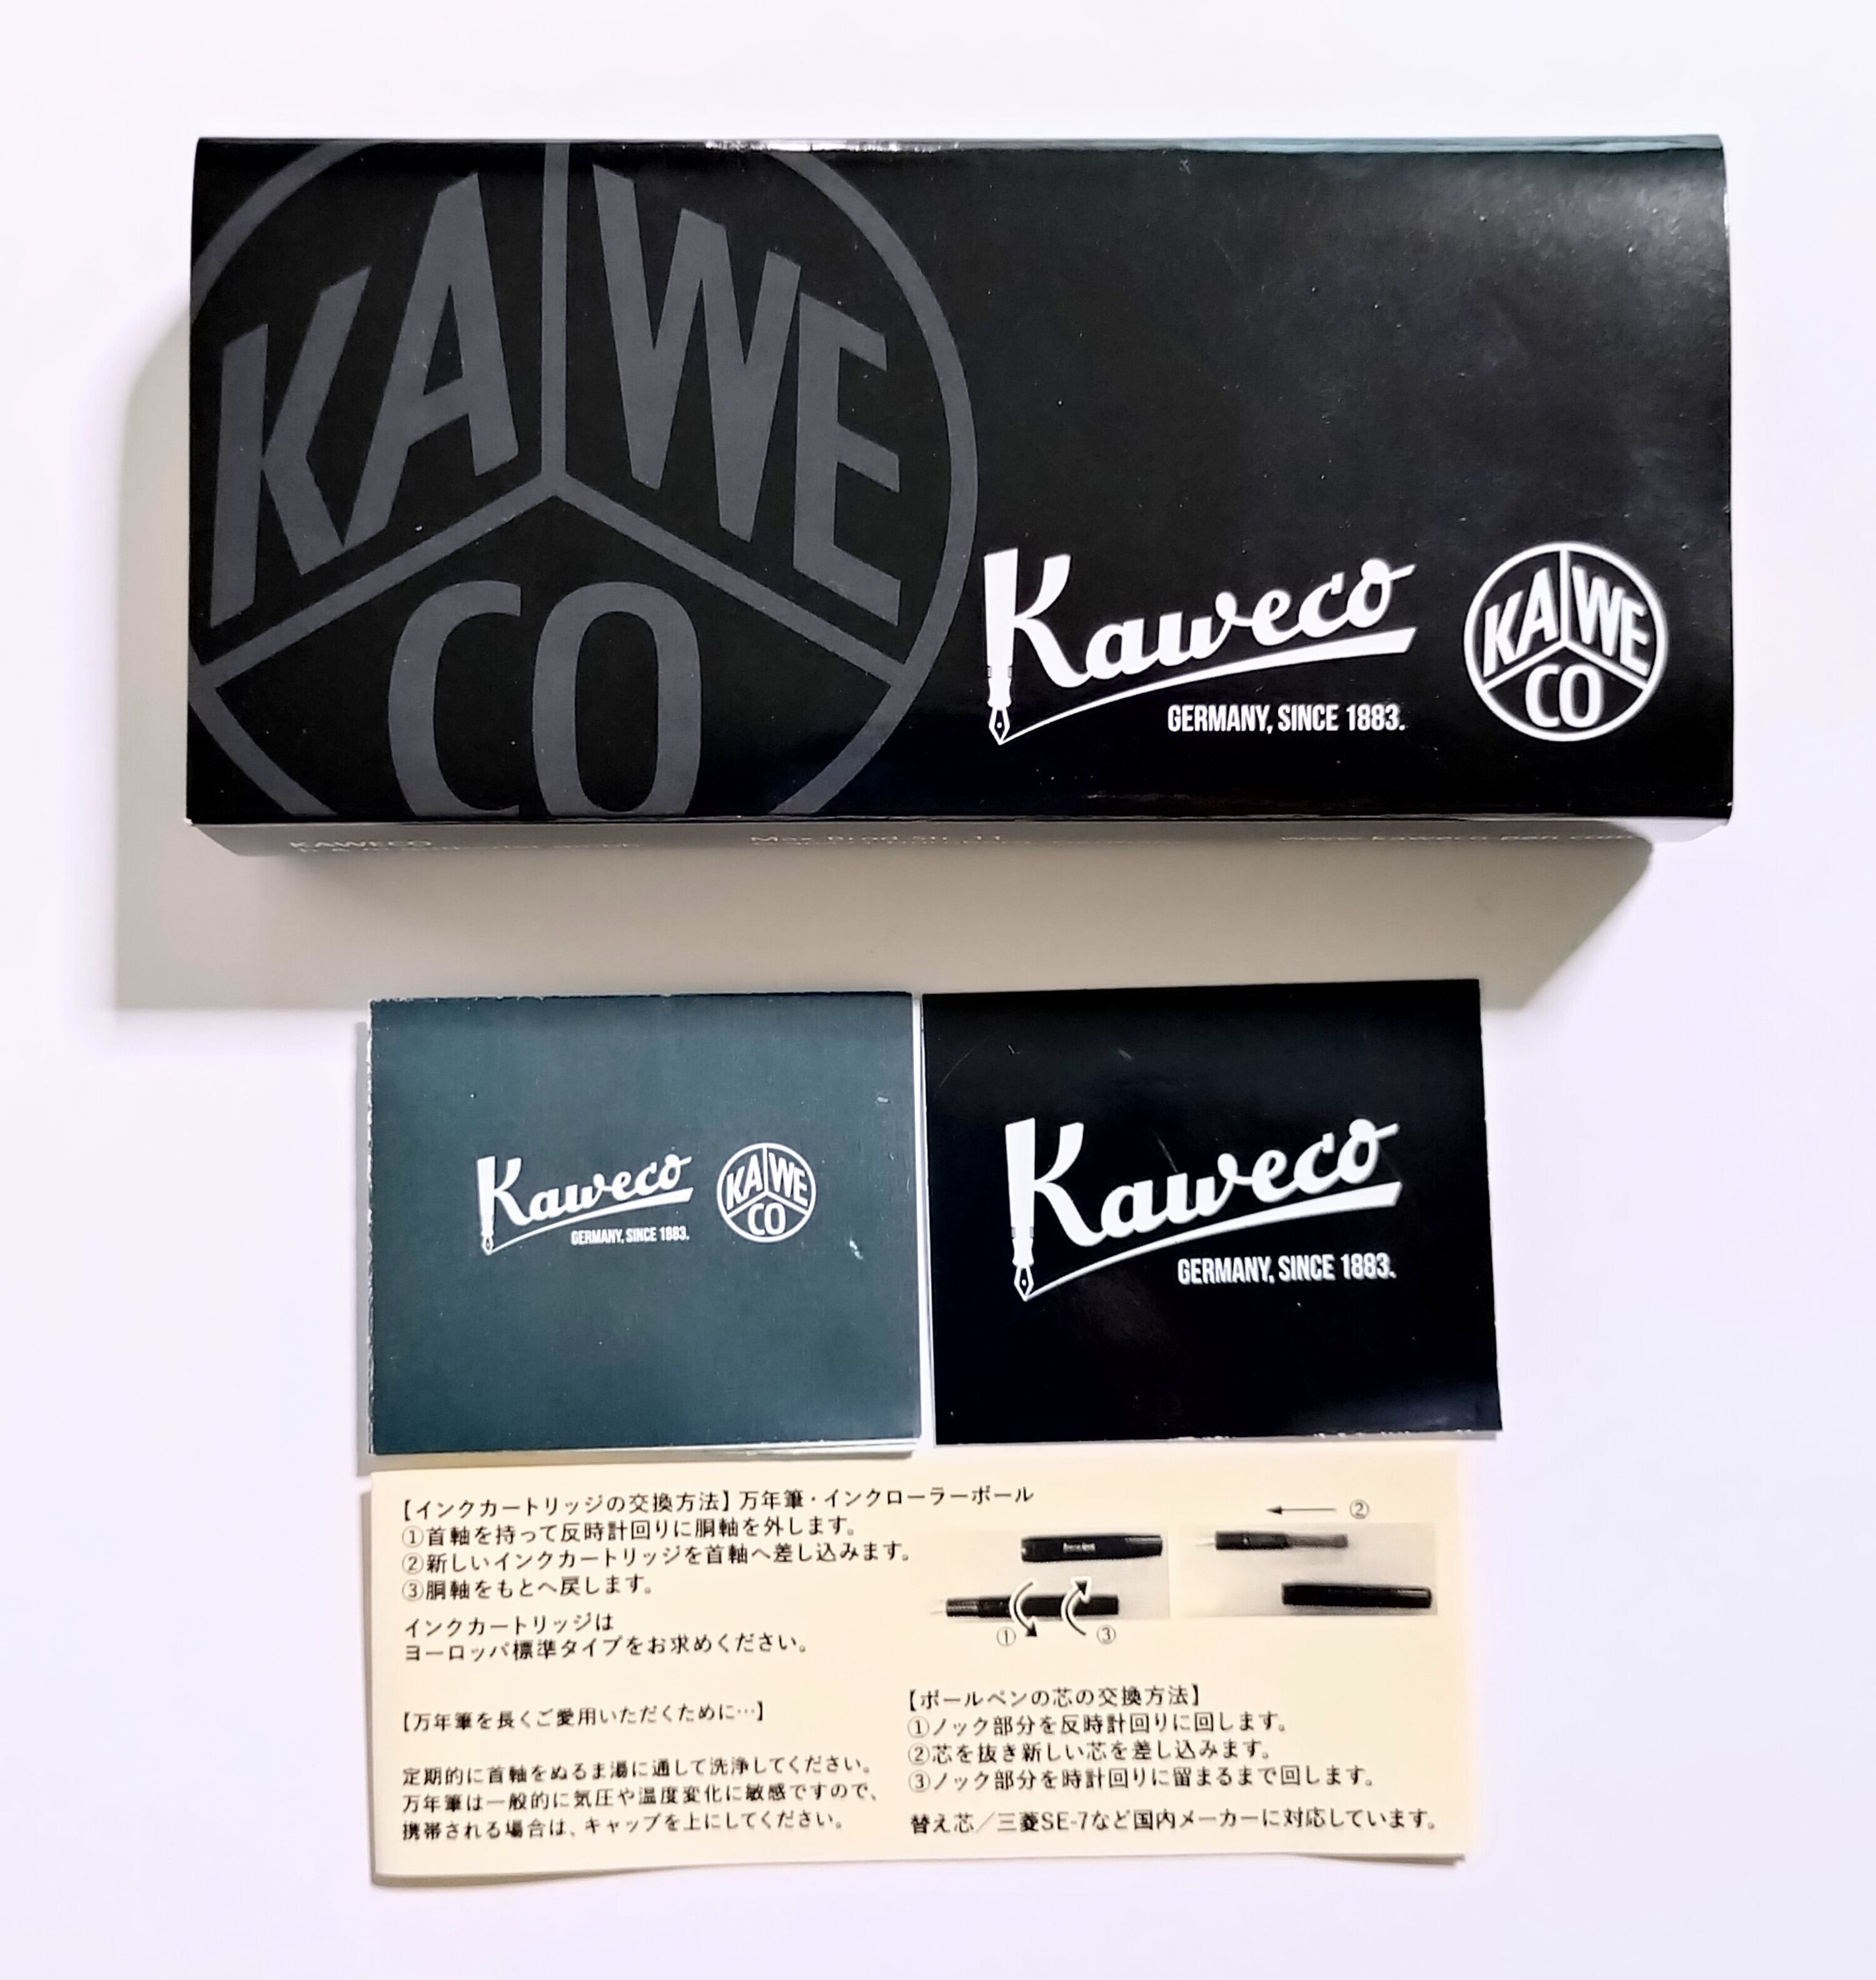 KAWECO
Kaweco
GERMANY, SINCE 1883.
KAWECO
KAWECO
Max-Brod-Str. 11
www.kaweco-pen.com
Kaweco
GERMANY, SINCE 1883.
KAWECO
Kaweco
GERMANY, SINCE 1883.
【インクカートリッジの交換方法】万年筆・インクローラーボール
①首軸を持って反時計回りに胴軸を外します。
②新しいインクカートリッジを首軸へ差し込みます。
③胴軸をもとへ戻します。
インクカートリッジは
ヨーロッパ標準タイプをお求めください。
②
① ③
【万年筆を長くご愛用いただくために…】
定期的に首軸をぬるま湯に通して洗浄してください。
万年筆は一般的に気圧や温度変化に敏感ですので、
携帯される場合は、キャップを上にしてください。
【ボールペンの芯の交換方法】
①ノック部分を反時計回りに回します。
②芯を抜き新しい芯を差し込みます。
③ノック部分を時計回りに留まるまで回します。
替え芯／三菱SE-7など国内メーカーに対応しています。